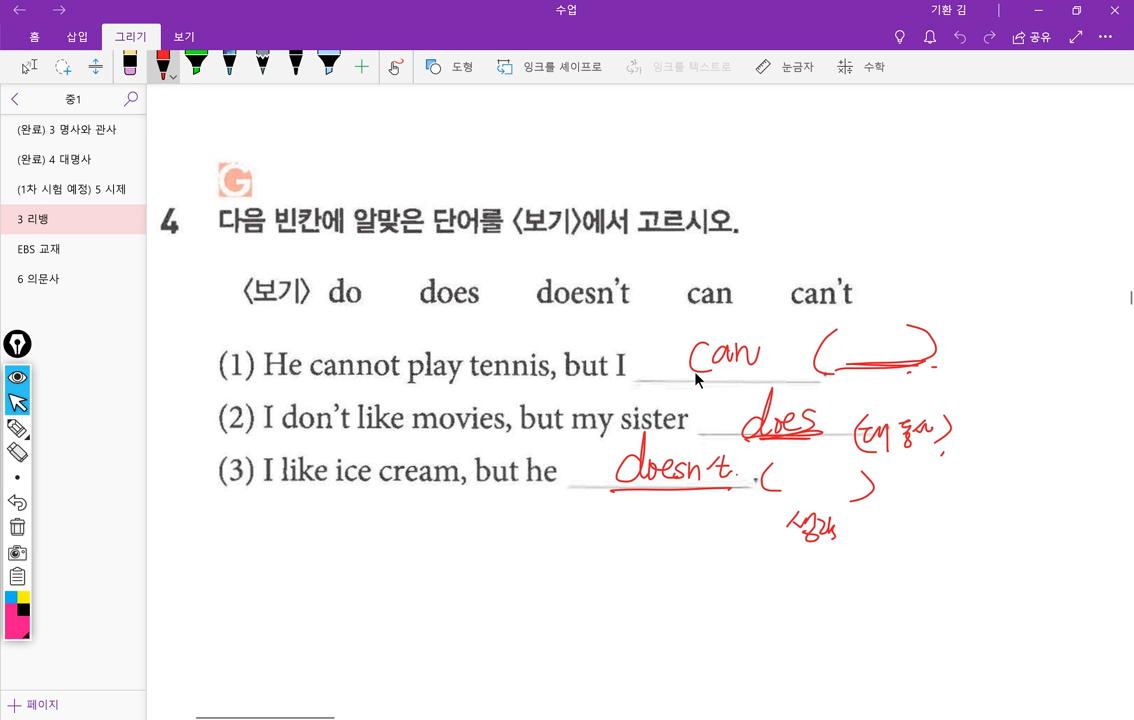 수업
기환 김
홈 삽입 그리기 보기
공유
도형 잉크를 셰이프로 잉크를 텍스트로 눈금자 수학
중1
(완료) 3 명사와 관사
(완료) 4 대명사
(1차 시험 예정) 5 시제
3 리뱅
EBS 교재
6 의문사
페이지
G
4 다음 빈칸에 알맞은 단어를 〈보기〉에서 고르시오.
〈보기〉 do does doesn't can can't
(1) He cannot play tennis, but I can ( )
(2) I don't like movies, but my sister does (대동사)
(3) I like ice cream, but he doesn't. ( )
생략